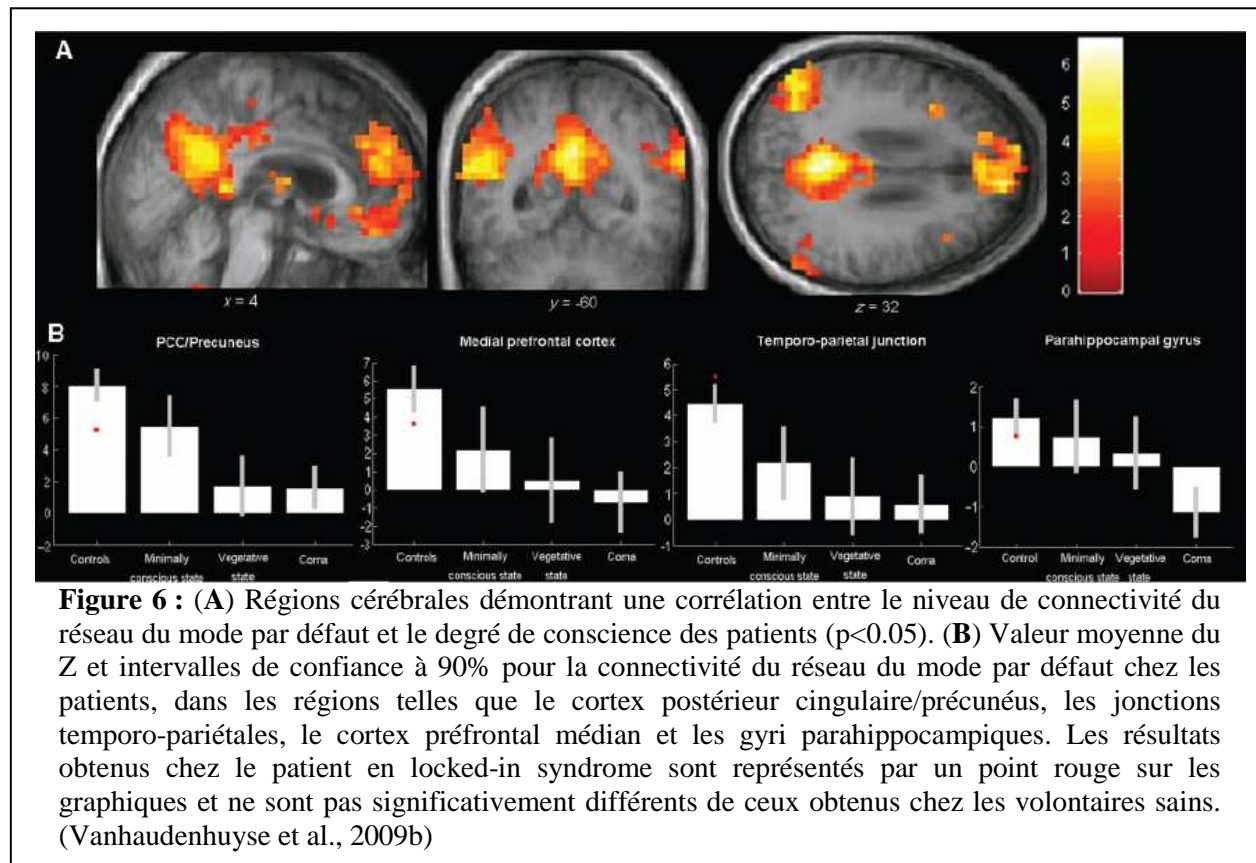 A
6
5
4
3
2
1
0
x = 4
y = -60
z = 32
B
PCC/Precuneus
10
8
6
4
2
0
−2
Controls Minimally Vegetative Coma
conscious state state
Medial prefrontal cortex
7
6
5
4
3
2
1
0
-1
-2
-3
Controls Minimally Vegetative Coma
conscious state state
Temporo-parietal junction
6
5
4
3
2
1
0
-1
Controls Minimally Vegetative Coma
conscious state state
Parahippocampal gyrus
2
1
0
-1
-2
Control Minimally Vegetative Coma
conscious state state
Figure 6 : (A) Régions cérébrales démontrant une corrélation entre le niveau de connectivité du
réseau du mode par défaut et le degré de conscience des patients (p<0.05). (B) Valeur moyenne du
Z et intervalles de confiance à 90% pour la connectivité du réseau du mode par défaut chez les
patients, dans les régions telles que le cortex postérieur cingulaire/précunéus, les jonctions
temporo-pariétales, le cortex préfrontal médian et les gyri parahippocampiques. Les résultats
obtenus chez le patient en locked-in syndrome sont représentés par un point rouge sur les
graphiques et ne sont pas significativement différents de ceux obtenus chez les volontaires sains.
(Vanhaudenhuyse et al., 2009b)